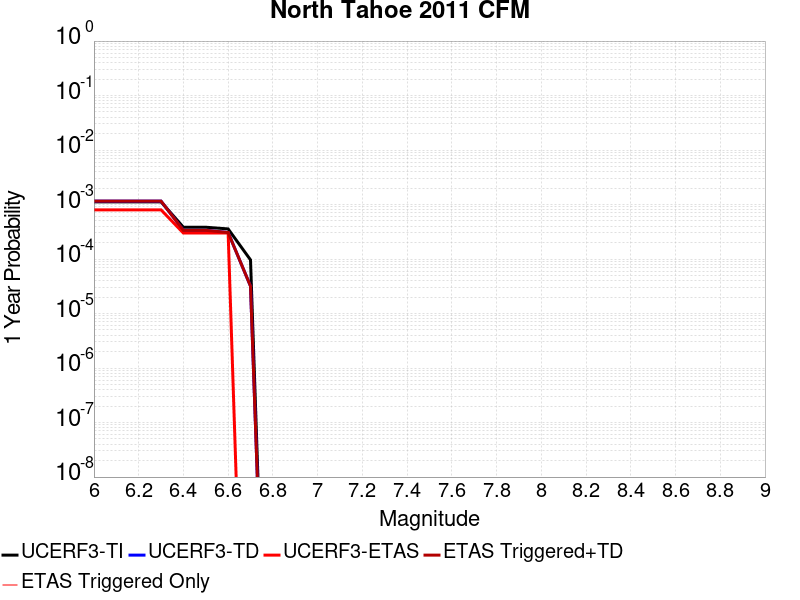 North Tahoe 2011 CFM
10^0
10^-1
10^-2
10^-3
10^-4
10^-5
10^-6
10^-7
10^-8
1 Year Probability
6 6.2 6.4 6.6 6.8 7 7.2 7.4 7.6 7.8 8 8.2 8.4 8.6 8.8 9
Magnitude
UCERF3-TI UCERF3-TD UCERF3-ETAS ETAS Triggered+TD
ETAS Triggered Only